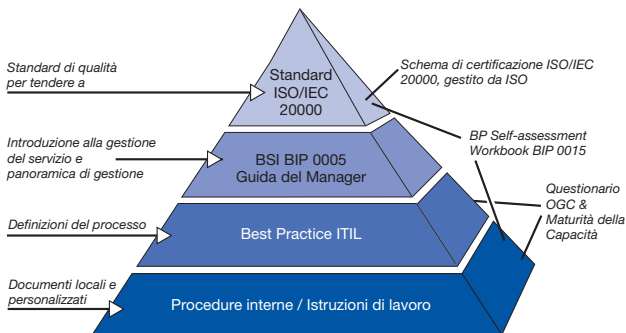 Standard di qualità
per tendere a
Standard
ISO/IEC
20000
Schema di certificazione ISO/IEC
20000, gestito da ISO
Introduzione alla gestione
del servizio e
panoramica di gestione
BSI BIP 0005
Guida del Manager
BP Self-assessment
Workbook BIP 0015
Definizioni del processo
Best Practice ITIL
Questionario
OGC &
Maturità della
Capacità
Documenti locali e
personalizzati
Procedure interne / Istruzioni di lavoro